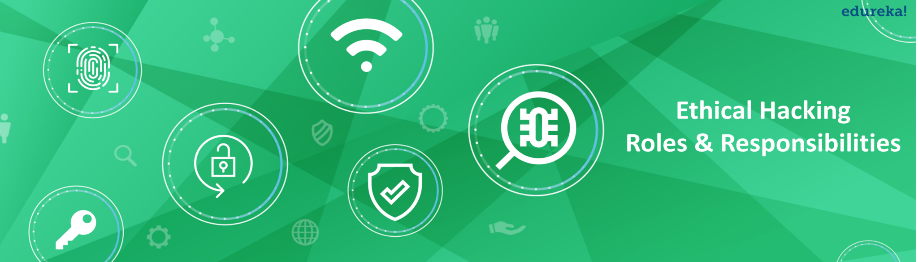 edureka!
Ethical Hacking
Roles & Responsibilities